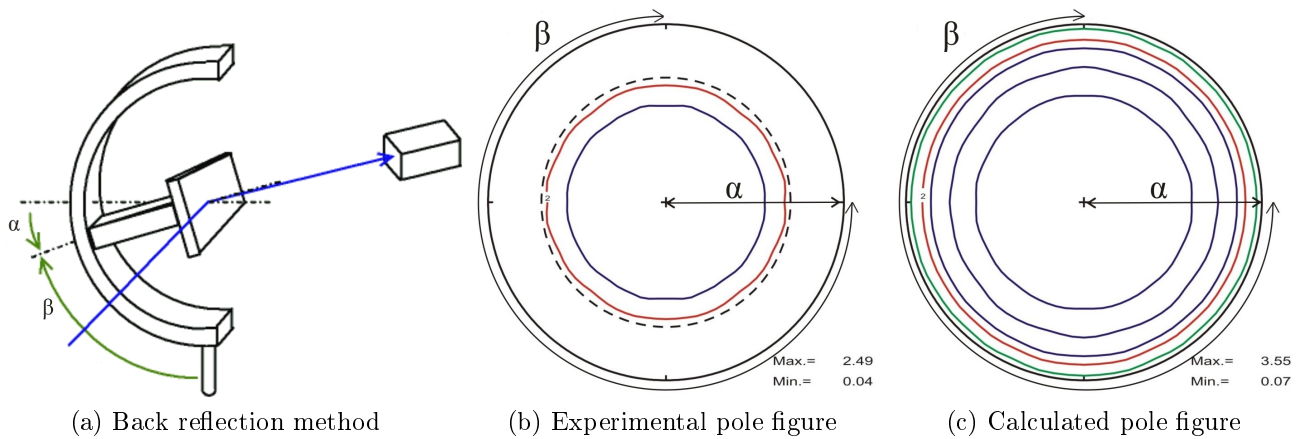 α
β
(a) Back reflection method
β
α
2
Max.= 2.49
Min.= 0.04
(b) Experimental pole figure
β
α
2
Max.= 3.55
Min.= 0.07
(c) Calculated pole figure